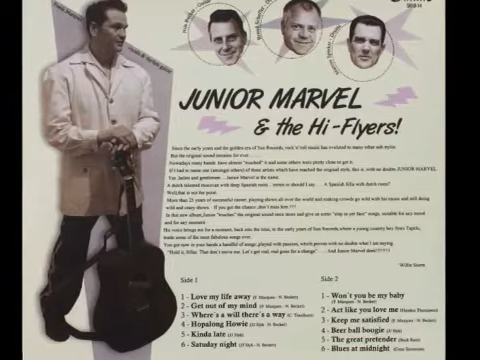 JUNIOR MARVEL
& the Hi-Flyers!
Since the early years and the golden era of Sun Records, rock'n'roll music has evolved to many other sub styles
But the original sound remains for ever
Nowadays many bands have almost "touched" it and some others were pretty close to get it.
If i had to name one (amongst others) of those artists which have reached the original style, this is, with no doubts JUNIOR MARVEL
Yes Ladies and gentlemen .... Junior Marvel is the name.
A dutch talented musician with deep Spanish roots .... or should I say ... A Spanish filla with dutch roots?
Well, that is not the point.
More than 25 years of successful career, playing shows all over the world and making crowds go wild with his music and still doing
wild and crazy shows. If you got the chance: don't miss him !!!!
In this new album, Junior "touches" the original sound once more and give us some "slap in yer face" songs, suitable for any mood
and for any moment
His voice brings me for a moment, back into the time, to the early years of Sun Records, where a young country boy from Tupelo,
made some of the most fabulous songs ever.
You got now in your hands a handful of songs, played with passion, which proves with no doubt what I am saying.
"Hold it, fellas. That don't move me. Let's get real, real gone for a change" .... And Junior Marvel does!!!!!!
Willie Storm
Side 1
1 - Love my life away
2 - Get out of my mind
3 - Where's a will there's a way
4 - Hopalong Howie
5 - Kinda late
6 - Satuday night
Side 2
1 - Won't you be my baby
2 - Act like you love me
3 - Keep me satisfied
4 - Beer ball boogie
5 - The great pretender
6 - Blues at midnight